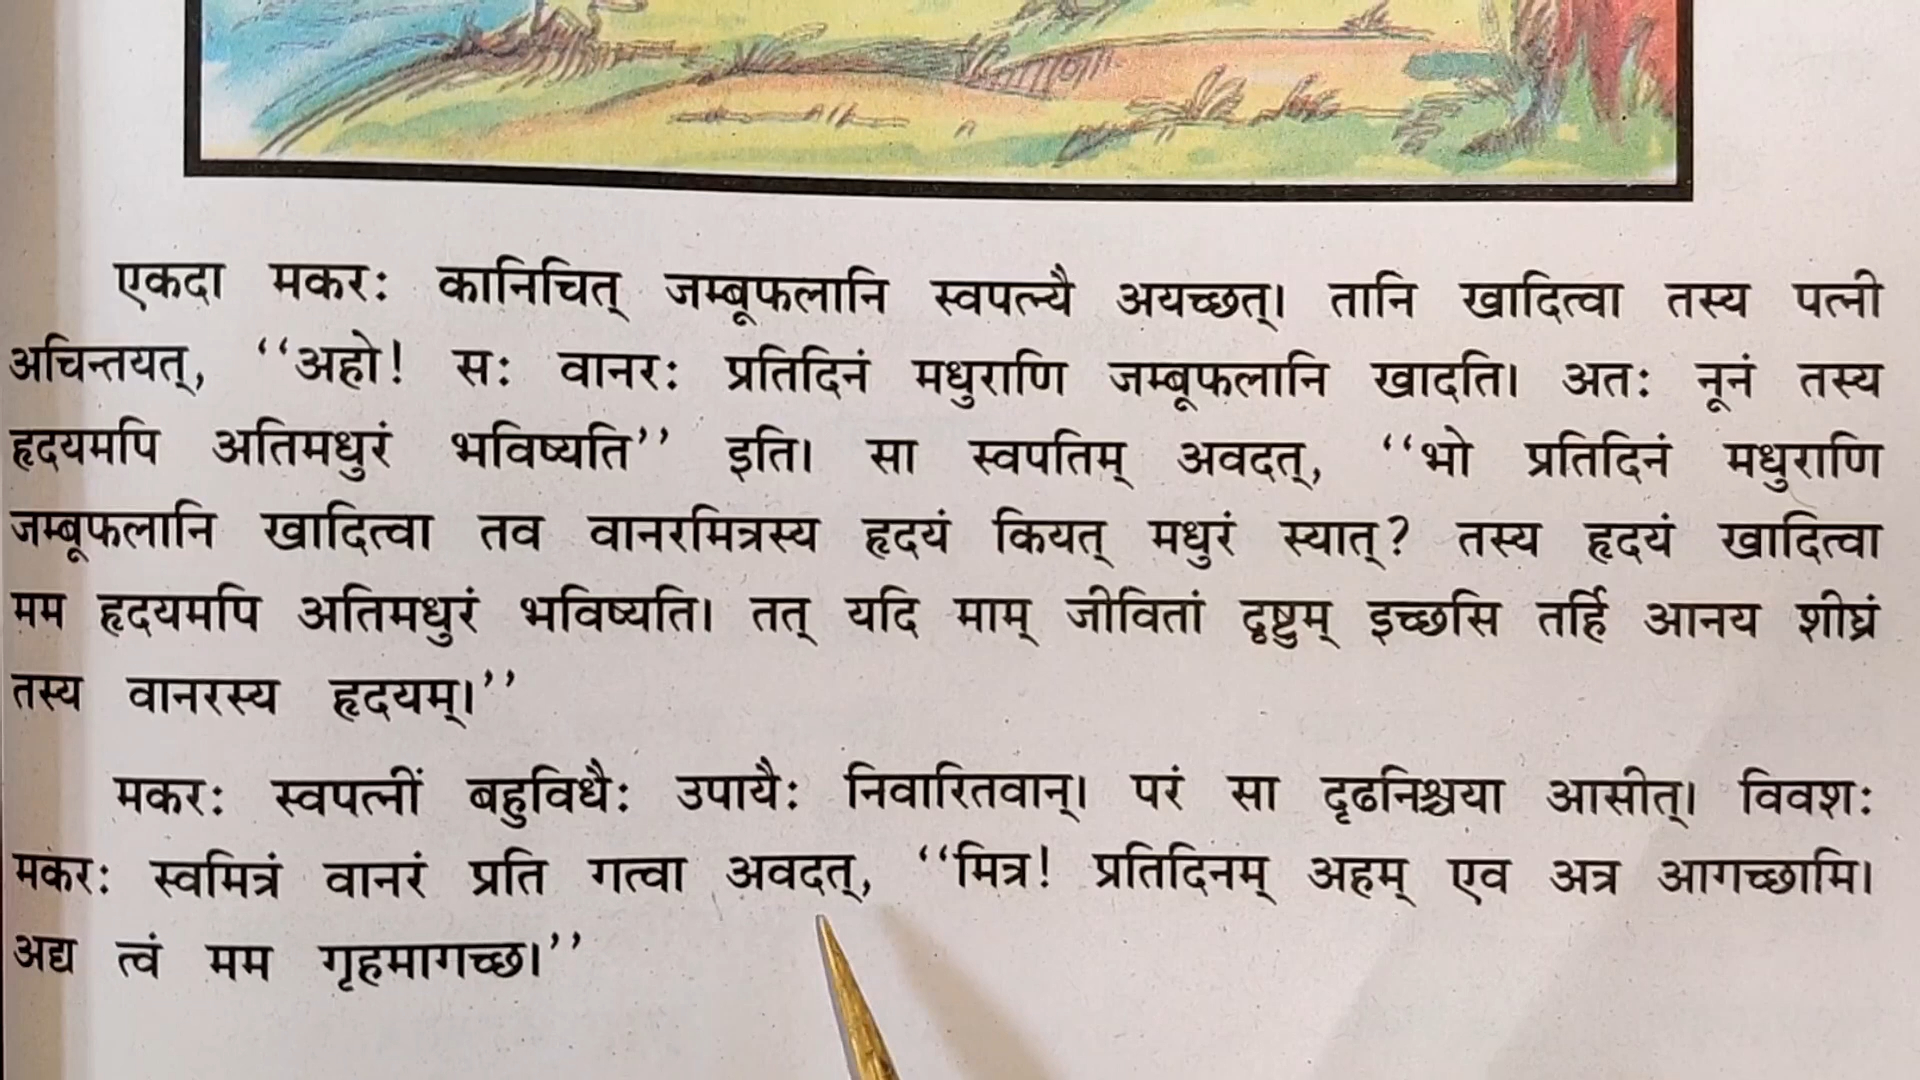 एकदा मकरः कानिचित् जम्बूफलानि स्वपत्न्यै अयच्छत्। तानि खादित्वा तस्य पत्नी
अचिन्तयत्, ‘‘अहो! सः वानरः प्रतिदिनं मधुराणि जम्बूफलानि खादति। अतः नूनं तस्य
हृदयमपि अतिमधुरं भविष्यति’’ इति। सा स्वपतिम् अवदत्, ‘‘भो प्रतिदिनं मधुराणि
जम्बूफलानि खादित्वा तव वानरमित्रस्य हृदयं कियत् मधुरं स्यात्? तस्य हृदयं खादित्वा
मम हृदयमपि अतिमधुरं भविष्यति। तत् यदि माम् जीवितां द्रष्टुम् इच्छसि तर्हि आनय शीघ्रं
तस्य वानरस्य हृदयम्।’’
मकरः स्वपत्नीं बहुविधैः उपायैः निवारितवान्। परं सा दृढनिश्चया आसीत्। विवशः
मकरः स्वमित्रं वानरं प्रति गत्वा अवदत्, ‘‘मित्र! प्रतिदिनम् अहम् एव अत्र आगच्छामि।
अद्य त्वं मम गृहमागच्छ।’’